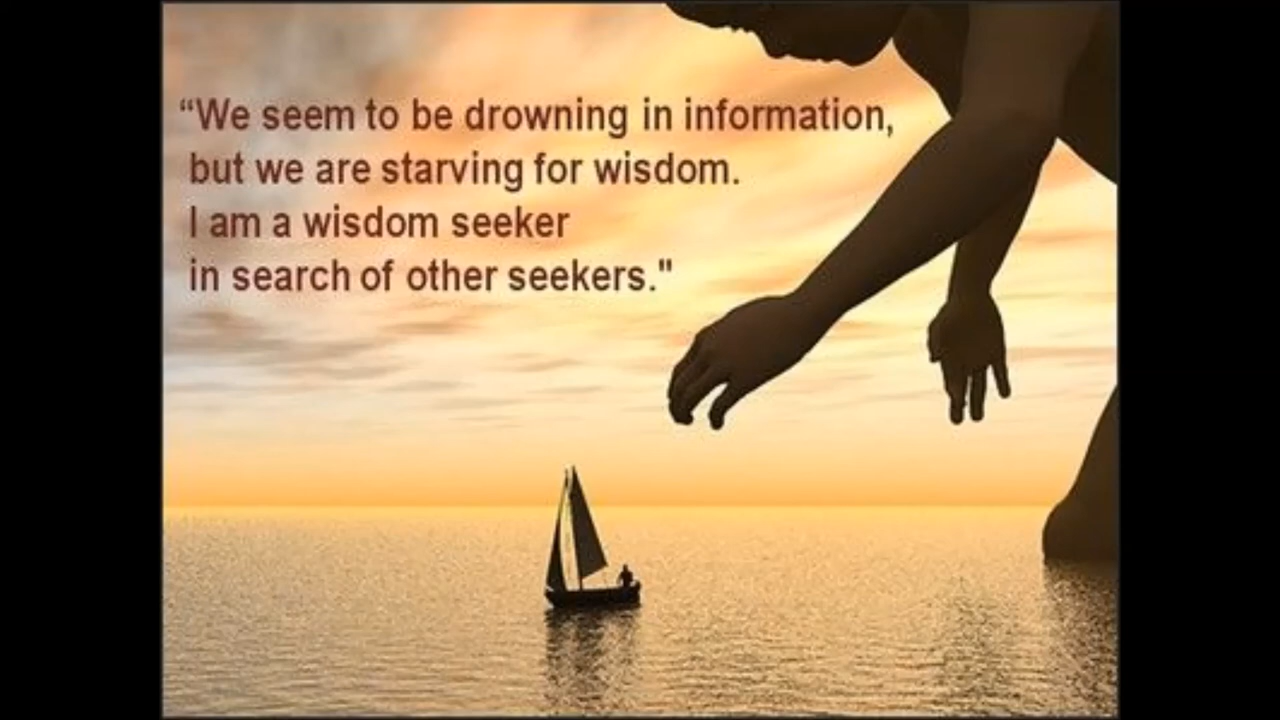 “We seem to be drowning in information,
but we are starving for wisdom.
I am a wisdom seeker
in search of other seekers."